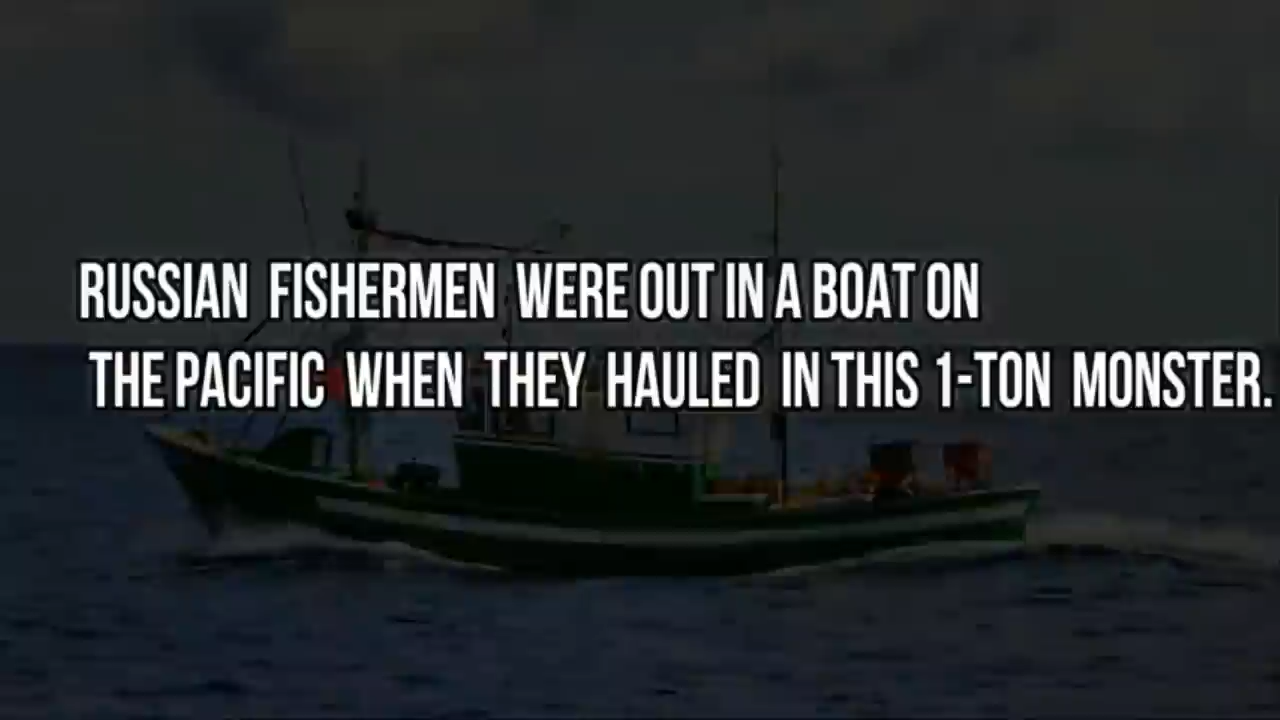 RUSSIAN FISHERMEN WERE OUT IN A BOAT ON
THE PACIFIC WHEN THEY HAULED IN THIS 1-TON MONSTER.